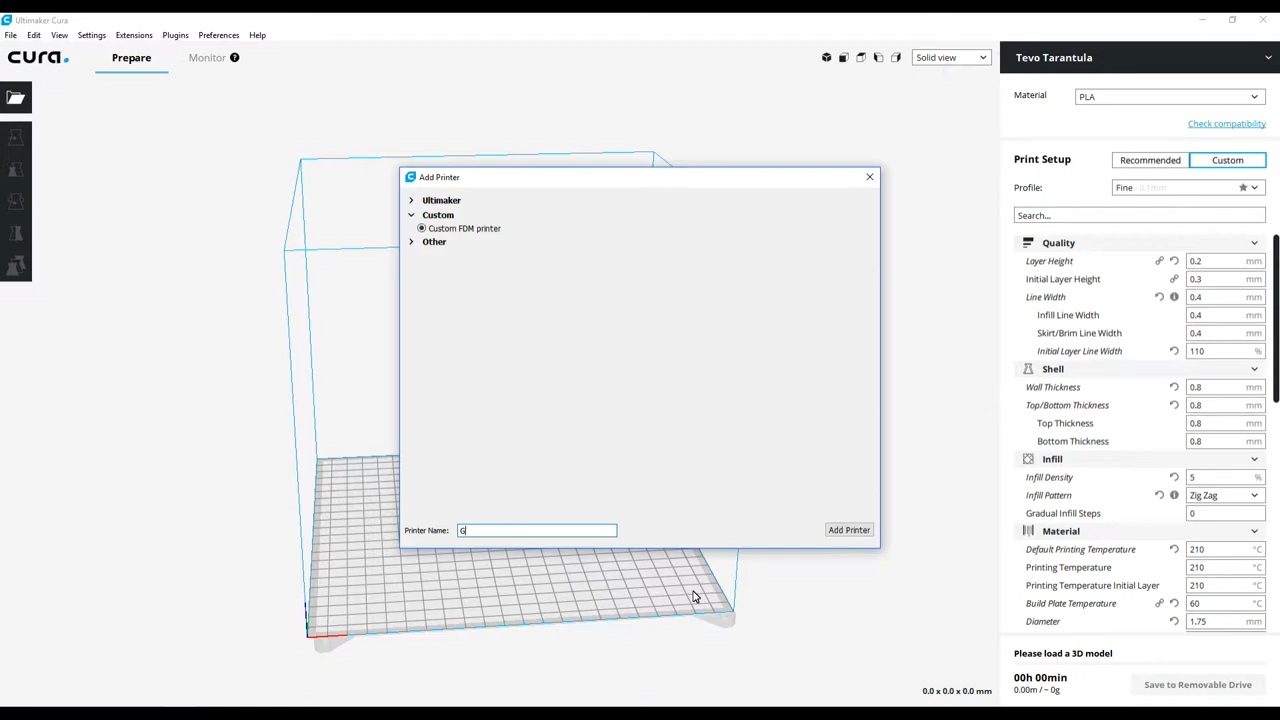 Ultimaker Cura
File Edit View Settings Extensions Plugins Preferences Help
cura.
Prepare
Monitor ?
Solid view
Tevo Tarantula
Material PLA
Check compatibility
Print Setup Recommended Custom
Profile: Fine - 0.1mm
Search...
Quality
Layer Height 0.2 mm
Initial Layer Height 0.3 mm
Line Width 0.4 mm
Infill Line Width 0.4 mm
Skirt/Brim Line Width 0.4 mm
Initial Layer Line Width 110 %
Shell
Wall Thickness 0.8 mm
Top/Bottom Thickness 0.8 mm
Top Thickness 0.8 mm
Bottom Thickness 0.8 mm
Infill
Infill Density 5 %
Infill Pattern Zig Zag
Gradual Infill Steps 0
Material
Default Printing Temperature 210 °C
Printing Temperature 210 °C
Printing Temperature Initial Layer 210 °C
Build Plate Temperature 60 °C
Diameter 1.75 mm
Please load a 3D model
00h 00min
0.00m / ~ 0g
Save to Removable Drive
Add Printer
Ultimaker
Custom
Custom FDM printer
Other
Printer Name: G
Add Printer
0.0 x 0.0 x 0.0 mm